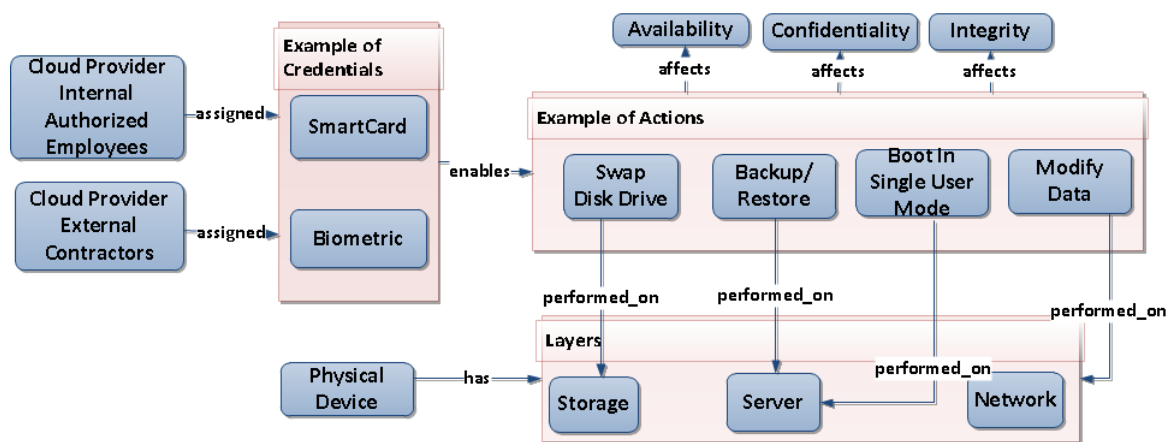 Availability
Confidentiality
Integrity
affects
affects
affects
Cloud Provider
Internal
Authorized
Employees
assigned
Example of
Credentials
SmartCard
Cloud Provider
External
Contractors
assigned
Biometric
enables
Example of Actions
Swap
Disk Drive
Backup/
Restore
Boot In
Single User
Mode
Modify
Data
performed_on
performed_on
performed_on
performed_on
Physical
Device
has
Layers
Storage
Server
Network